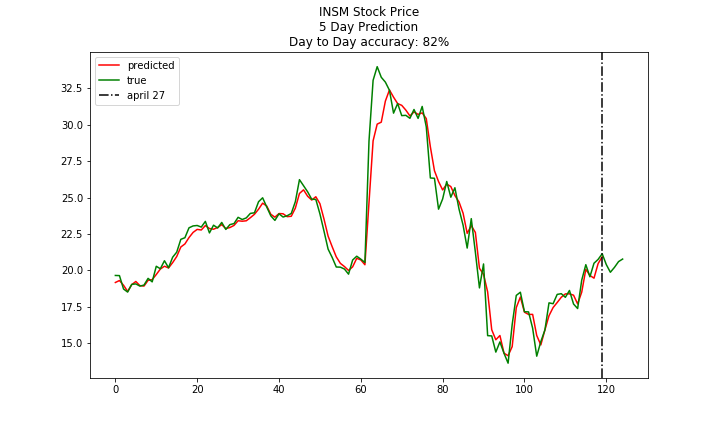 INSM Stock Price
5 Day Prediction
Day to Day accuracy: 82%
predicted
true
april 27
32.5
30.0
27.5
25.0
22.5
20.0
17.5
15.0
0 20 40 60 80 100 120